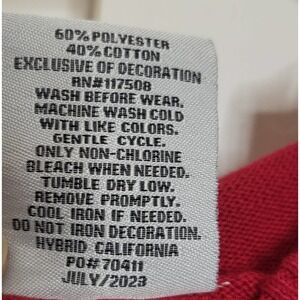 60% POLYESTER
40% COTTON
EXCLUSIVE OF DECORATION
RN#117508
WASH BEFORE WEAR.
MACHINE WASH COLD
WITH LIKE COLORS.
GENTLE CYCLE.
ONLY NON-CHLORINE
BLEACH WHEN NEEDED.
TUMBLE DRY LOW.
REMOVE PROMPTLY.
COOL IRON IF NEEDED.
DO NOT IRON DECORATION.
HYBRID CALIFORNIA
PO#70411
JULY/2023